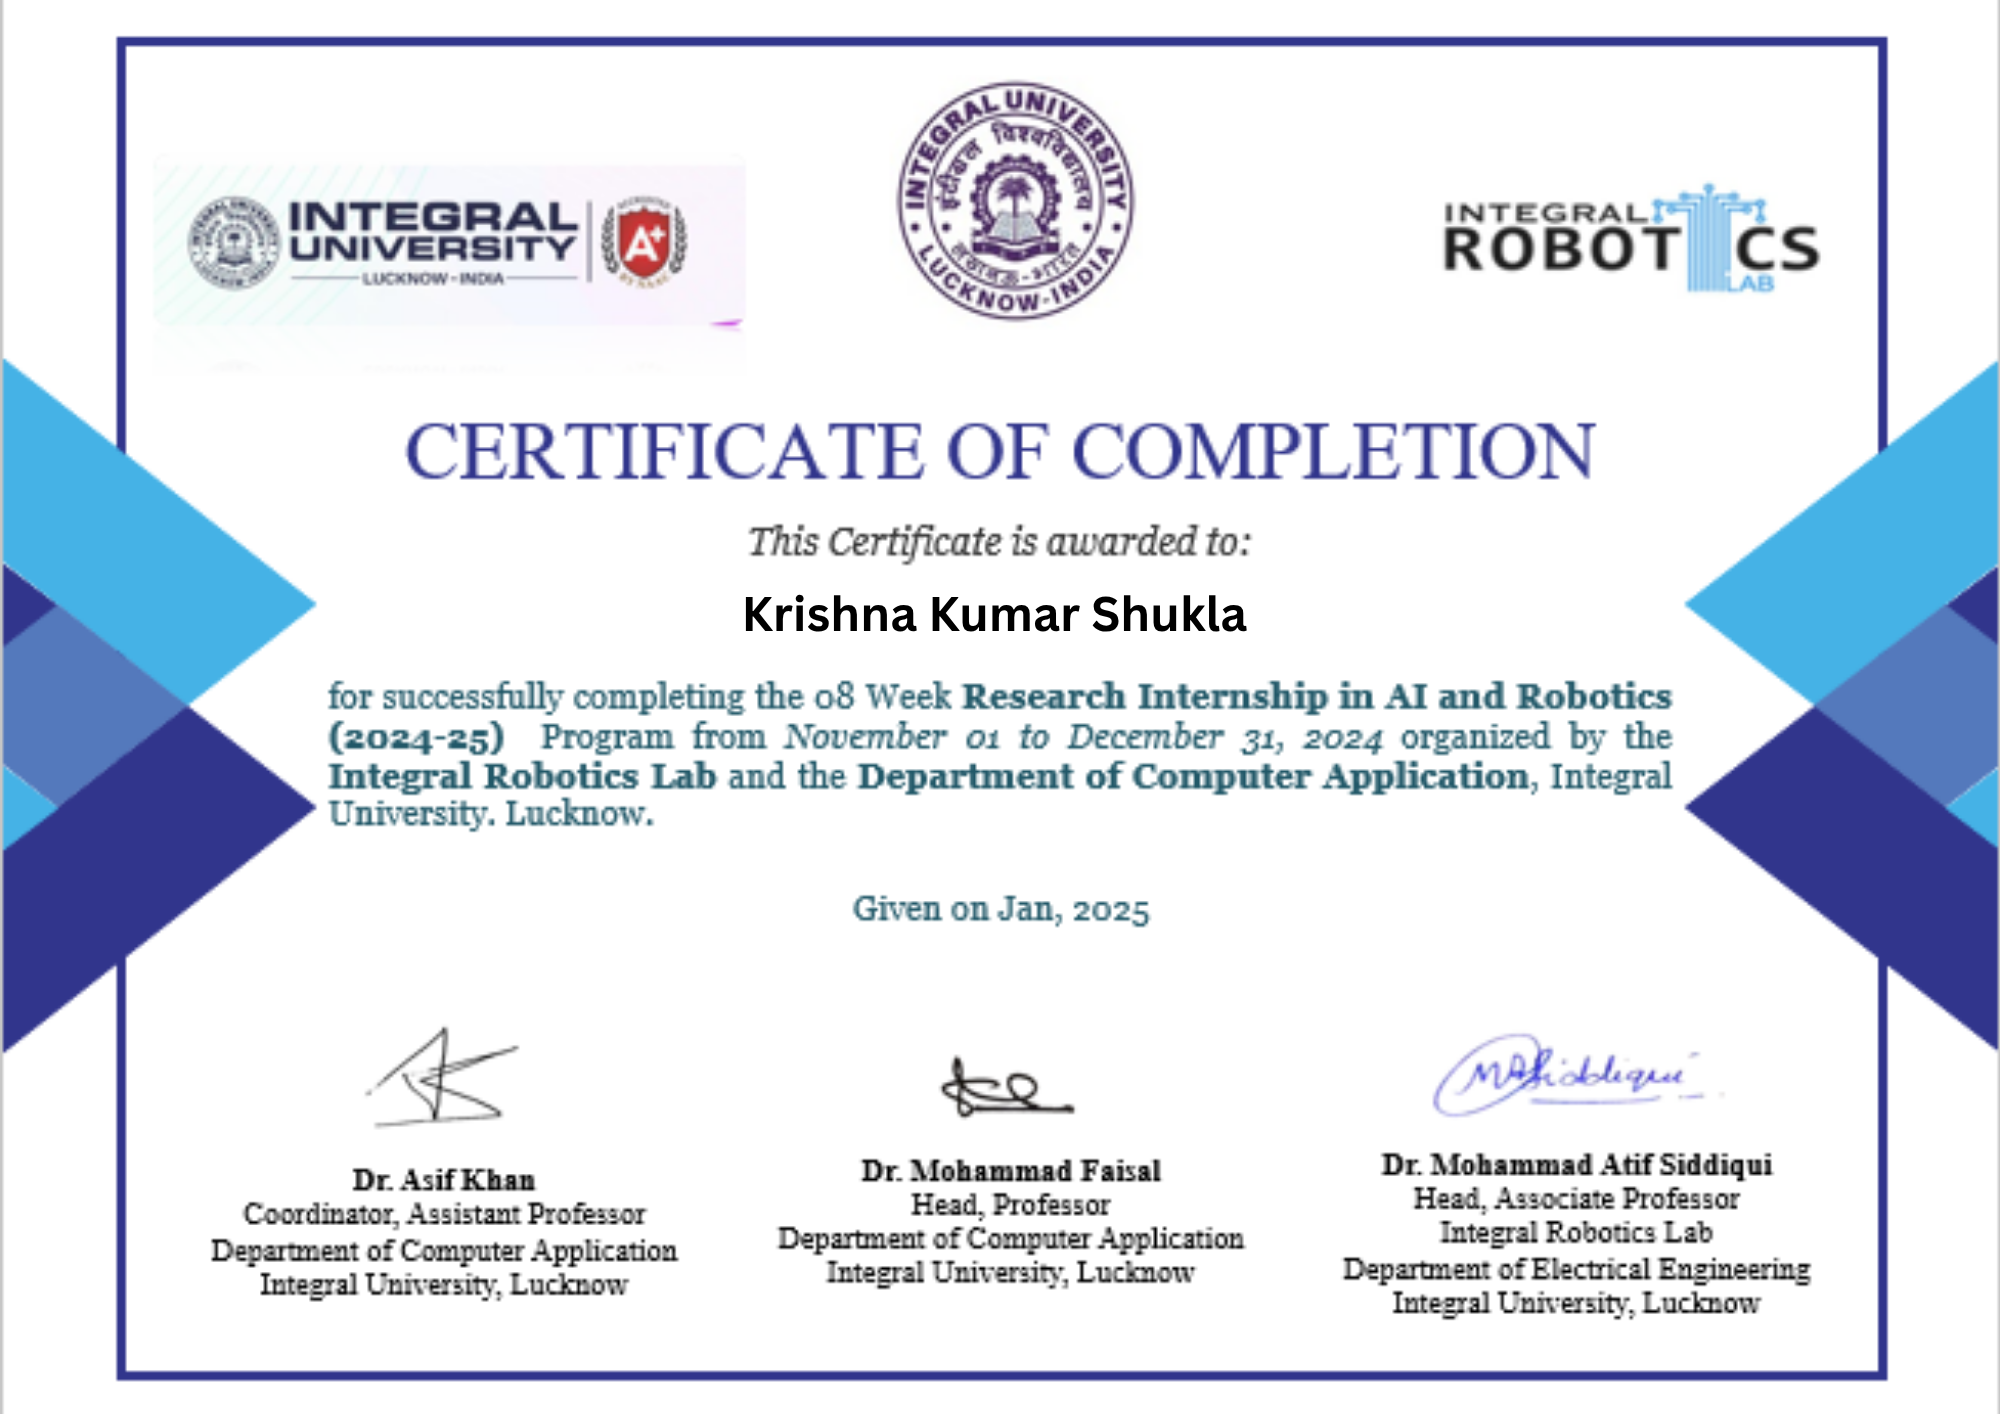 INTEGRAL
UNIVERSITY
LUCKNOW-INDIA
A+
INTEGRAL UNIVERSITY
इंटीग्रल विश्वविद्यालय
लखनऊ-भारत
LUCKNOW-INDIA
INTEGRAL
ROBOTICS
LAB
CERTIFICATE OF COMPLETION
This Certificate is awarded to:
Krishna Kumar Shukla
for successfully completing the 08 Week Research Internship in AI and Robotics
(2024-25) Program from November 01 to December 31, 2024 organized by the
Integral Robotics Lab and the Department of Computer Application, Integral
University. Lucknow.
Given on Jan, 2025
Dr. Asif Khan
Coordinator, Assistant Professor
Department of Computer Application
Integral University, Lucknow
Dr. Mohammad Faisal
Head, Professor
Department of Computer Application
Integral University, Lucknow
MASiddiqui
Dr. Mohammad Atif Siddiqui
Head, Associate Professor
Integral Robotics Lab
Department of Electrical Engineering
Integral University, Lucknow